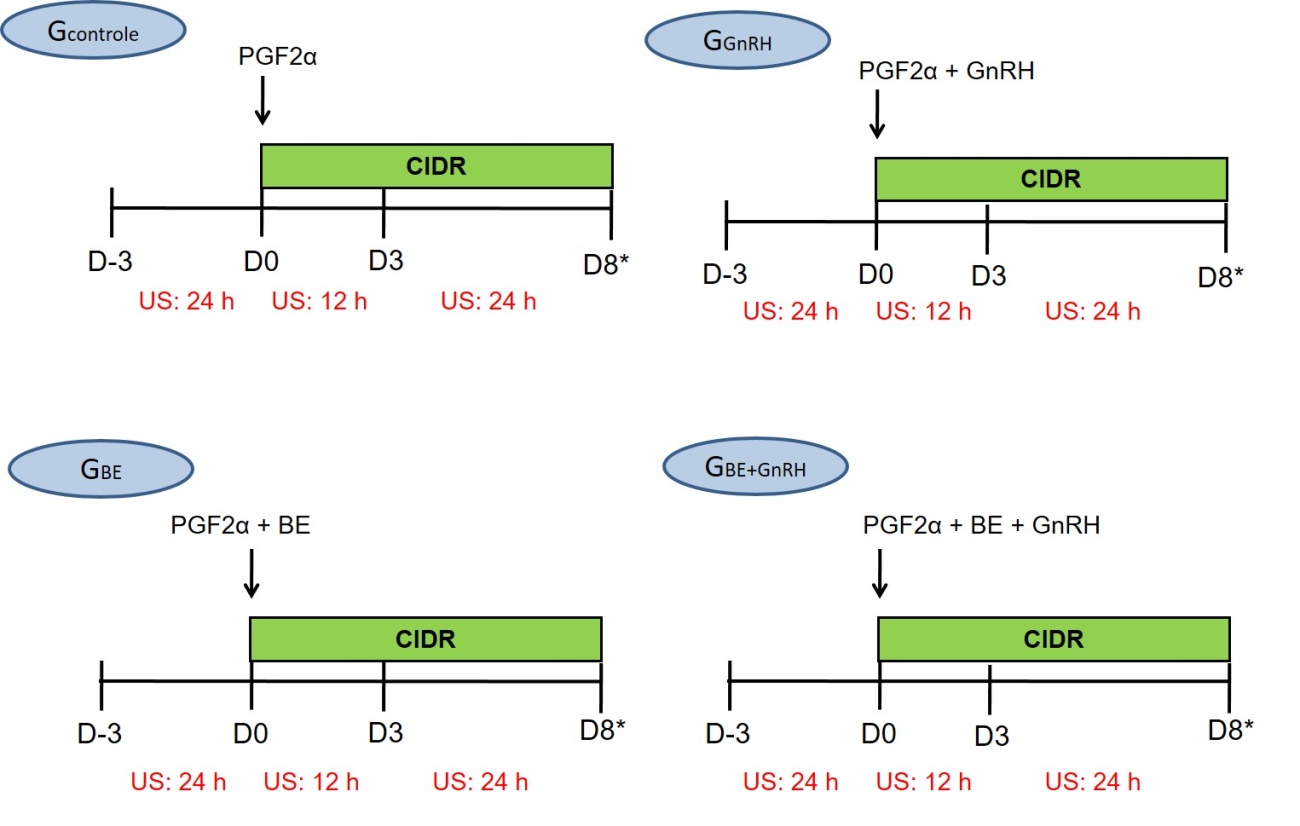 Gcontrole
PGF2α
CIDR
D-3 D0 D3 D8*
US: 24 h US: 12 h US: 24 h
GGnRH
PGF2α + GnRH
CIDR
D-3 D0 D3 D8*
US: 24 h US: 12 h US: 24 h
GBE
PGF2α + BE
CIDR
D-3 D0 D3 D8*
US: 24 h US: 12 h US: 24 h
GBE+GnRH
PGF2α + BE + GnRH
CIDR
D-3 D0 D3 D8*
US: 24 h US: 12 h US: 24 h